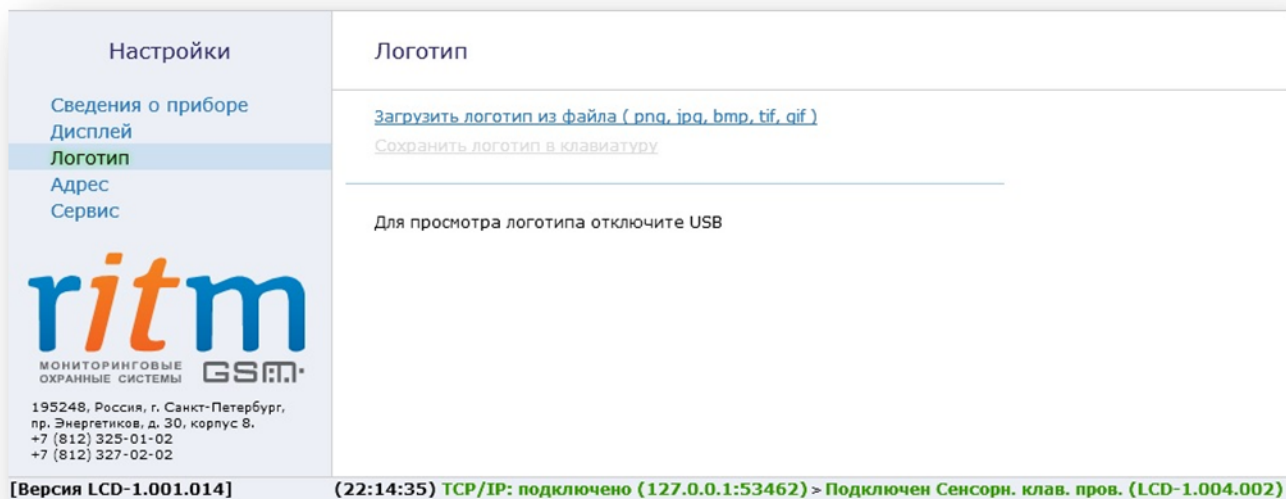 Настройки
Сведения о приборе
Дисплей
Логотип
Адрес
Сервис
ritm
МОНИТОРИНГОВЫЕ
ОХРАННЫЕ СИСТЕМЫ
GSM
195248, Россия, г. Санкт-Петербург,
пр. Энергетиков, д. 30, корпус 8.
+7 (812) 325-01-02
+7 (812) 327-02-02
Логотип
Загрузить логотип из файла ( png, jpg, bmp, tif, gif )
Сохранить логотип в клавиатуру
Для просмотра логотипа отключите USB
[Версия LCD-1.001.014] (22:14:35) TCP/IP: подключено (127.0.0.1:53462) > Подключен Сенсорн. клав. пров. (LCD-1.004.002)